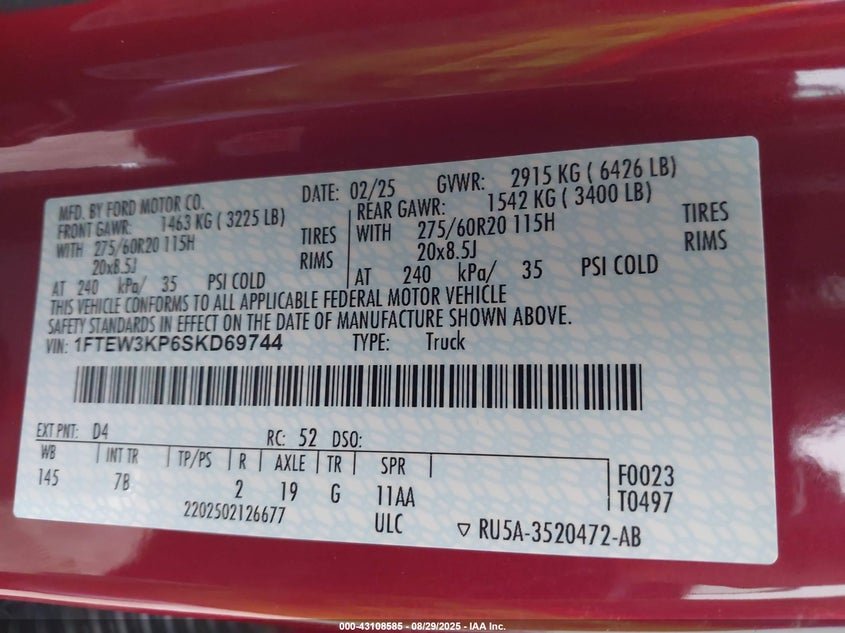 MFD. BY FORD MOTOR CO. DATE: 02/25 GVWR: 2915 KG ( 6426 LB)
FRONT GAWR: 1463 KG ( 3225 LB) REAR GAWR: 1542 KG ( 3400 LB)
WITH 275/60R20 115H TIRES WITH 275/60R20 115H TIRES
20x8.5J RIMS 20x8.5J RIMS
AT 240 kPa/ 35 PSI COLD AT 240 kPa/ 35 PSI COLD
THIS VEHICLE CONFORMS TO ALL APPLICABLE FEDERAL MOTOR VEHICLE
SAFETY STANDARDS IN EFFECT ON THE DATE OF MANUFACTURE SHOWN ABOVE.
VIN: 1FTEW3KP6SKD69744 TYPE: Truck
EXT PNT: D4 RC: 52 DSO:
WB INT TR TP/PS R AXLE TR SPR F0023
145 7B 2 19 G 11AA T0497
2202502126677 ULC ▽ RU5A-3520472-AB
000-43108585 - 08/29/2025 - IAA Inc.